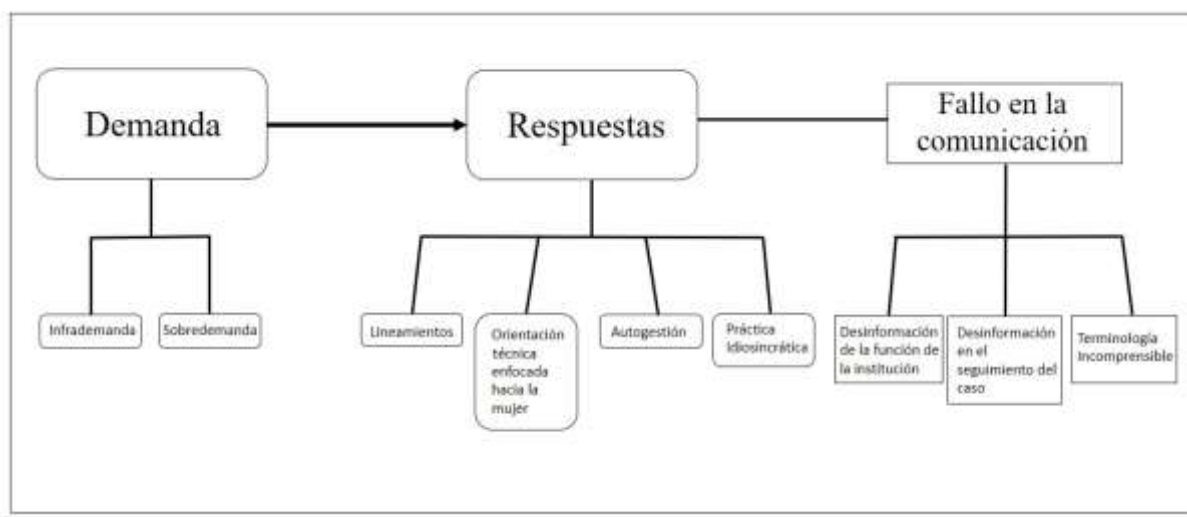 Demanda
Respuestas
Fallo en la
comunicación
Infrademanda
Sobredemanda
Lineamientos
Orientación
técnica
enfocada
hacia la
mujer
Autogestión
Práctica
Idiosincrática
Desinformación
de la función de
la institución
Desinformación
en el
seguimiento del
caso
Terminología
Incomprensible